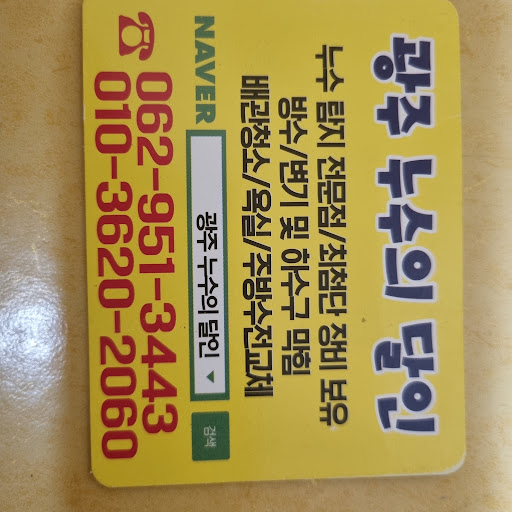 광주 누수의 달인
누수 탐지 전문점/최첨단 장비 보유
방수/변기 및 하수구 막힘
배관청소/욕실/주방수전교체
NAVER 광주 누수의 달인 ▼ 검색
☎ 062-951-3443
010-3620-2060